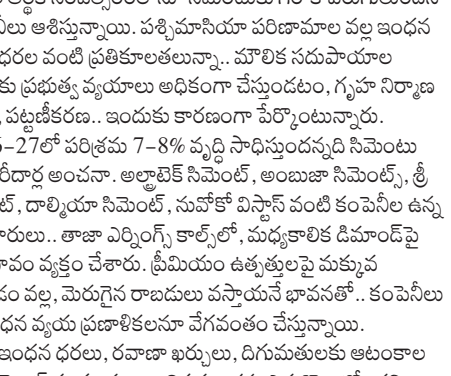 నీలు ఆశిస్తున్నాయి. పశ్చిమాసియా పరిణామాల వల్ల ఇంధన
ధరల వంటి ప్రతికూలతలున్నా.. మౌలిక సదుపాయాల
కు ప్రభుత్వ వ్యయాలు అధికంగా చేస్తుండటం, గృహ నిర్మాణ
, పట్టణీకరణ.. ఇందుకు కారణంగా పేర్కొంటున్నారు.
-27లో పరిశ్రమ 7-8% వృద్ధి సాధిస్తుందన్నది సిమెంటు
రీదార్ల అంచనా. అల్ట్రాటెక్ సిమెంట్, అంబుజా సిమెంట్స్, శ్రీ
ట్, దాల్మియా సిమెంట్, నువోకో విస్టాస్ వంటి కంపెనీల ఉన్న
ారులు.. తాజా ఎర్నింగ్స్ కాల్స్‌లో, మధ్యకాలిక డిమాండ్‌పై
ావం వ్యక్తం చేశారు. ప్రీమియం ఉత్పత్తులపై మక్కువ
డం వల్ల, మెరుగైన రాబడులు వస్తాయనే భావనతో.. కంపెనీలు
ధన వ్యయ ప్రణాళికలనూ వేగవంతం చేస్తున్నాయి.
ఇంధన ధరలు, రవాణా ఖర్చులు, దిగుమతులకు ఆటంకాల